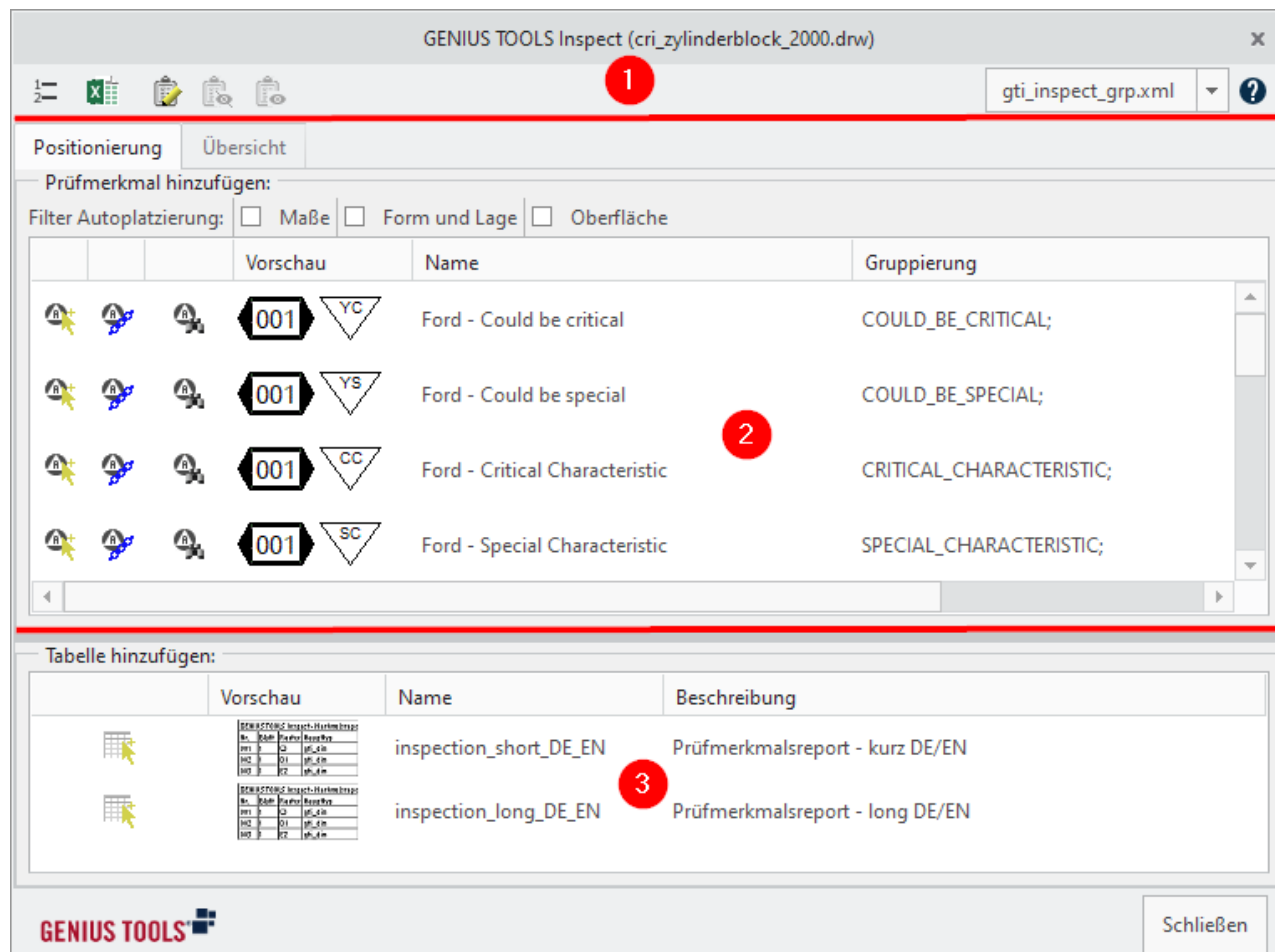 GENIUS TOOLS Inspect (cri_zylinderblock_2000.drw)
1
gti_inspect_grp.xml
Positionierung Übersicht
Prüfmerkmal hinzufügen:
Filter Autoplatzierung: Maße Form und Lage Oberfläche
Vorschau Name Gruppierung
001 YC Ford - Could be critical COULD_BE_CRITICAL;
001 YS Ford - Could be special COULD_BE_SPECIAL;
2
001 CC Ford - Critical Characteristic CRITICAL_CHARACTERISTIC;
001 SC Ford - Special Characteristic SPECIAL_CHARACTERISTIC;
Tabelle hinzufügen:
Vorschau Name Beschreibung
inspection_short_DE_EN Prüfmerkmalsreport - kurz DE/EN
3
inspection_long_DE_EN Prüfmerkmalsreport - long DE/EN
GENIUS TOOLS
Schließen